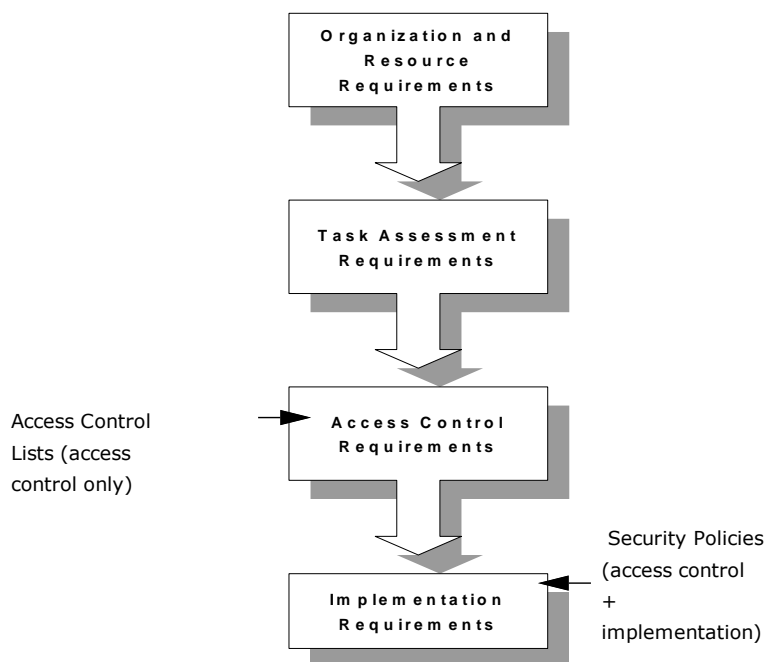 Organization and
Resource
Requirements
Task Assessment
Requirements
Access Control
Requirements
Access Control
Lists (access
control only)
Implementation
Requirements
Security Policies
(access control
+
implementation)